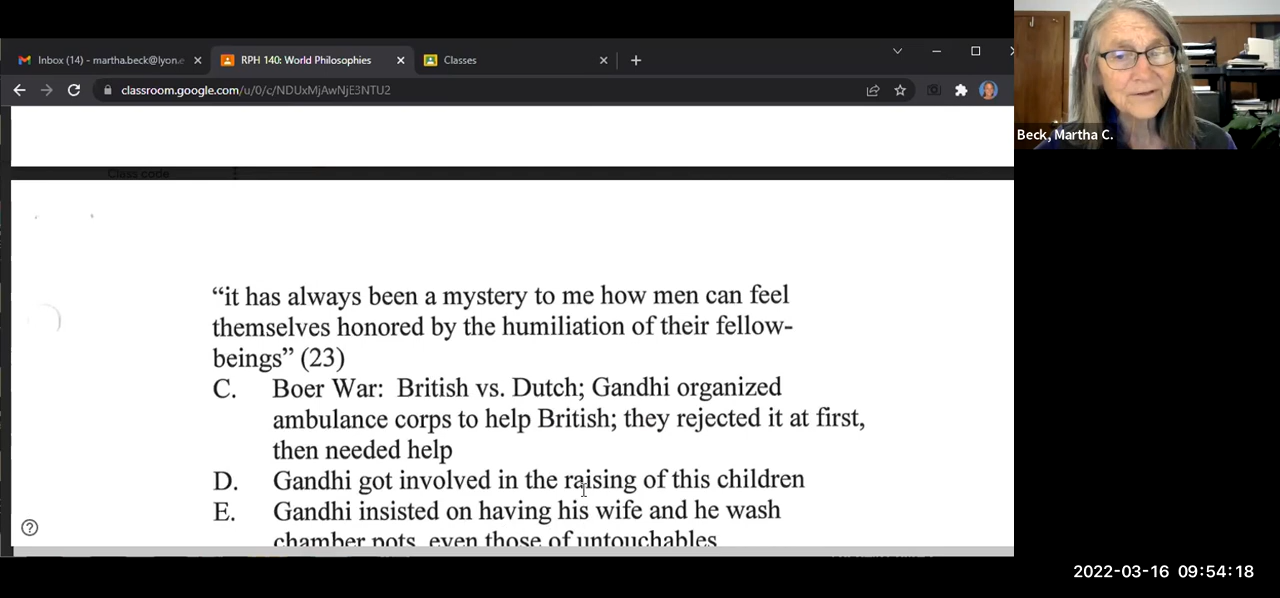 Inbox (14) - martha.beck@lyon.e
RPH 140: World Philosophies
Classes
classroom.google.com/u/0/c/NDUxMjAwNjE3NTU2
Beck, Martha C.
Class code
“it has always been a mystery to me how men can feel
themselves honored by the humiliation of their fellow-
beings” (23)
C. Boer War: British vs. Dutch; Gandhi organized
ambulance corps to help British; they rejected it at first,
then needed help
D. Gandhi got involved in the raising of this children
E. Gandhi insisted on having his wife and he wash
chamber pots, even those of untouchables
2022-03-16 09:54:18